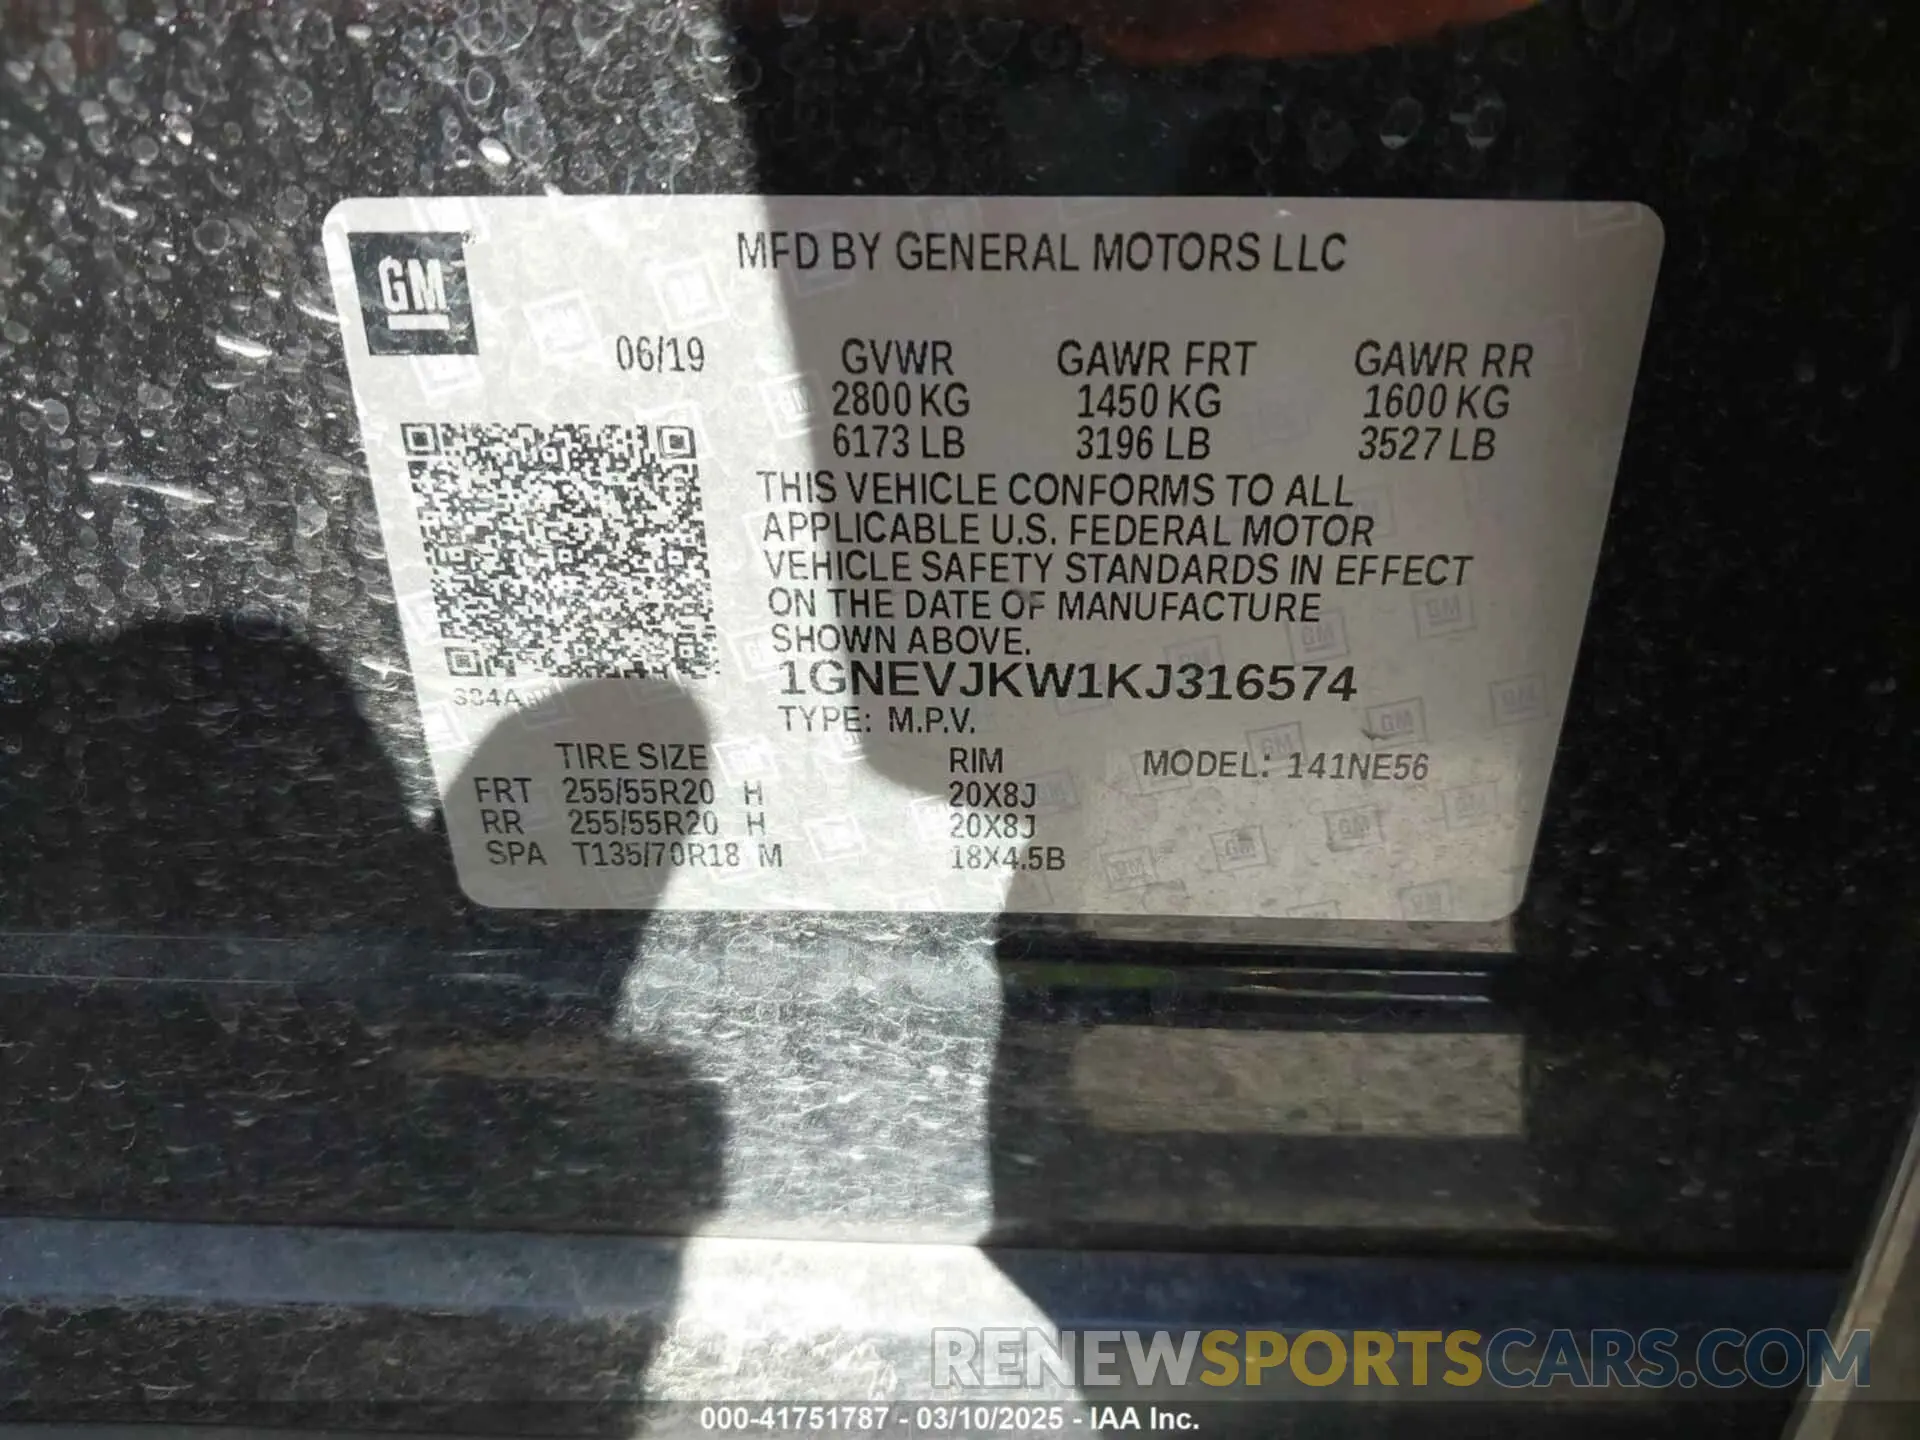 GM
MFD BY GENERAL MOTORS LLC
06/19 GVWR GAWR FRT GAWR RR
2800 KG 1450 KG 1600 KG
6173 LB 3196 LB 3527 LB
THIS VEHICLE CONFORMS TO ALL
APPLICABLE U.S. FEDERAL MOTOR
VEHICLE SAFETY STANDARDS IN EFFECT
ON THE DATE OF MANUFACTURE
SHOWN ABOVE.
1GNEVJKW1KJ316574
TYPE: M.P.V.
TIRE SIZE RIM MODEL: 141NE56
FRT 255/55R20 H 20X8J
RR 255/55R20 H 20X8J
SPA T135/70R18 M 18X4.5B
RENEWSPORTSCARS.COM
000-41751787 - 03/10/2025 - IAA Inc.